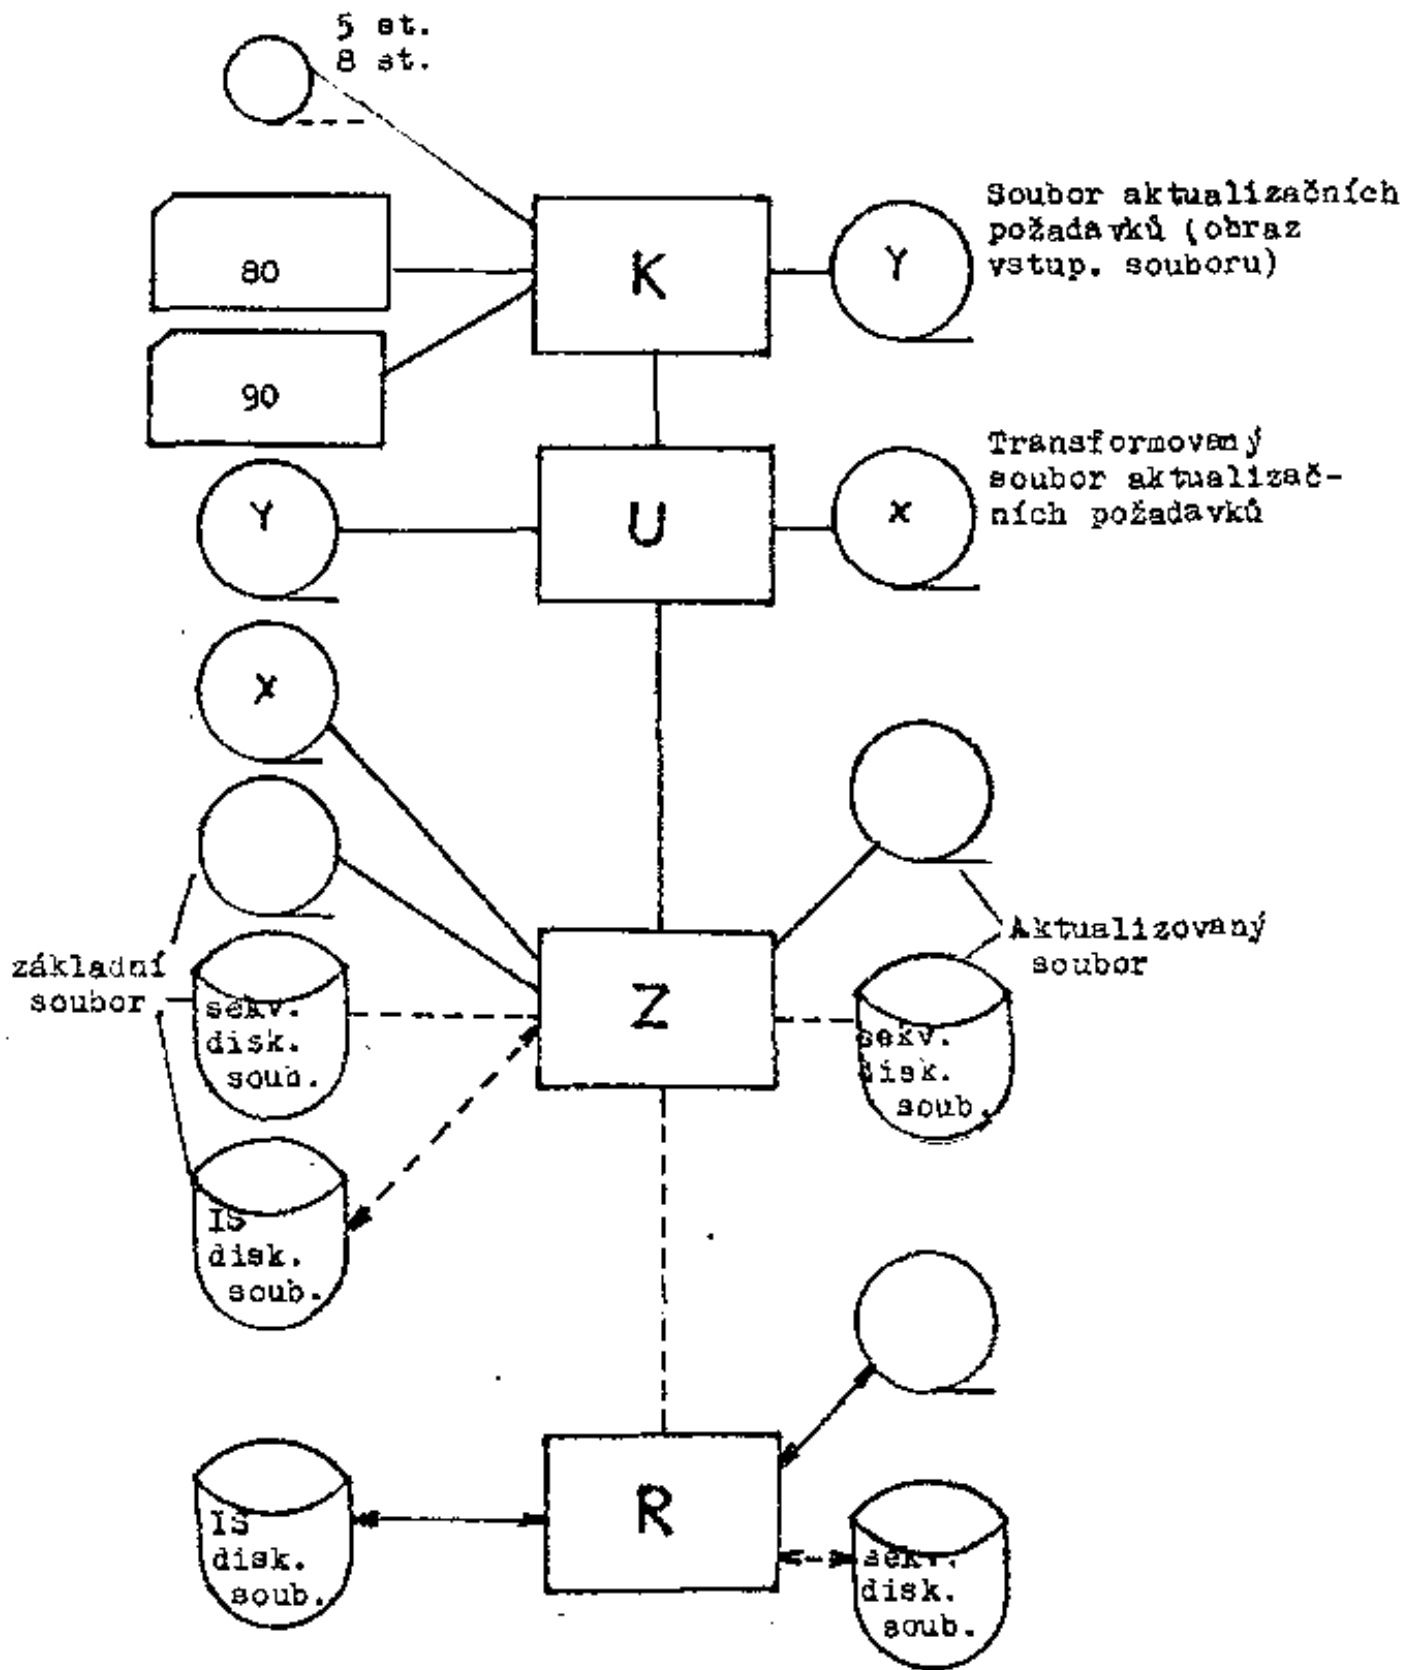 5 st.
8 st.
80
K
Y
Soubor aktualizačních
požadavků (obraz
vstup. souboru)
90
Y
U
X
Transformovaný
soubor aktualizač-
ních požadavků
X
základní
soubor
sekv.
disk.
soub.
Z
Aktualizovaný
soubor
sekv.
disk.
soub.
IS
disk.
soub.
IS
disk.
soub.
R
sekv.
disk.
soub.